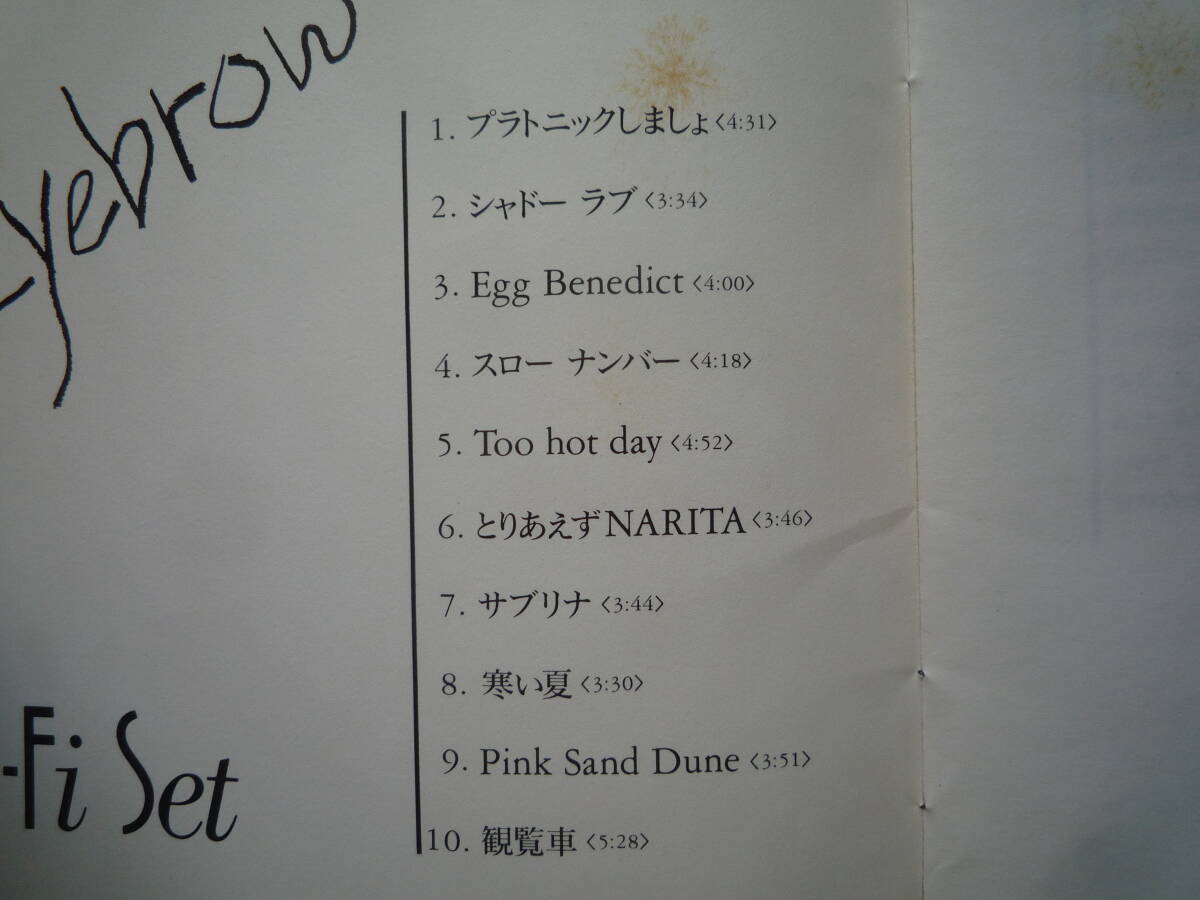 Eyebrow
1. プラトニックしましょ〈4:31〉
2. シャドー ラブ〈3:34〉
3. Egg Benedict〈4:00〉
4. スロー ナンバー〈4:18〉
5. Too hot day〈4:52〉
6. とりあえずNARITA〈3:46〉
7. サブリナ〈3:44〉
8. 寒い夏〈3:30〉
9. Pink Sand Dune〈3:51〉
10. 観覧車〈5:28〉
-Fi Set